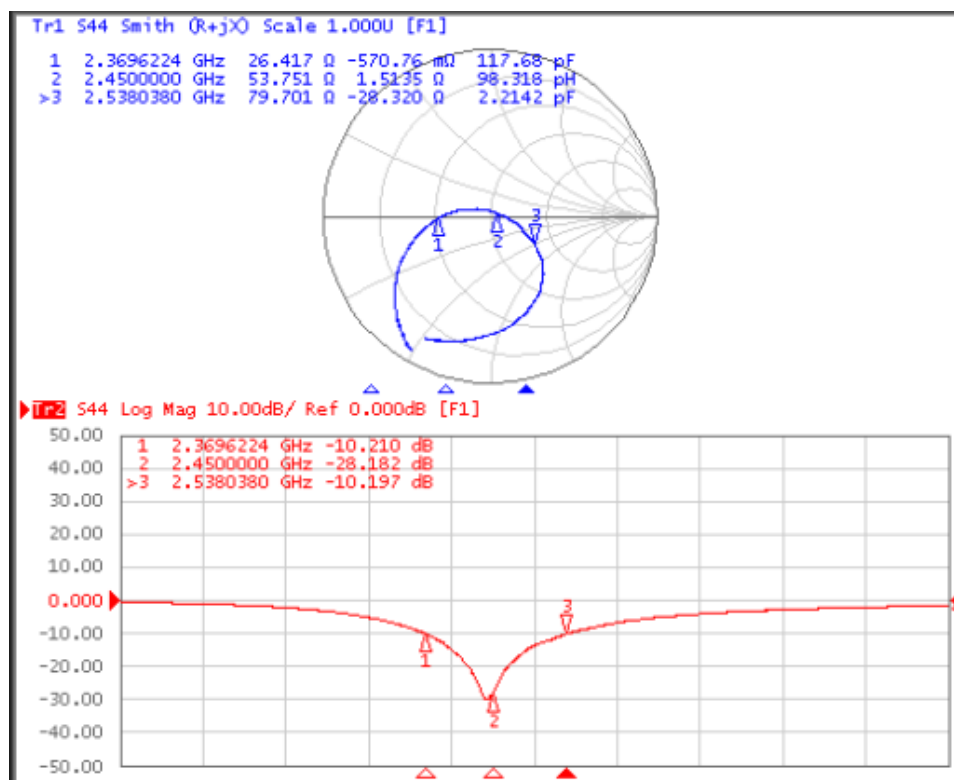 Tr1 S44 Smith (R+jX) Scale 1.000U [F1]
1 2.3696224 GHz 26.417 Ω -570.76 mΩ 117.68 pF
2 2.4500000 GHz 53.751 Ω 1.5135 Ω 98.318 pH
>3 2.5380380 GHz 79.701 Ω -28.320 Ω 2.2142 pF
3
1
2
Tr2 S44 Log Mag 10.00dB/ Ref 0.000dB [F1]
50.00
1 2.3696224 GHz -10.210 dB
40.00
2 2.4500000 GHz -28.182 dB
>3 2.5380380 GHz -10.197 dB
30.00
20.00
10.00
0.000
3
-10.00
1
-20.00
-30.00
2
-40.00
-50.00